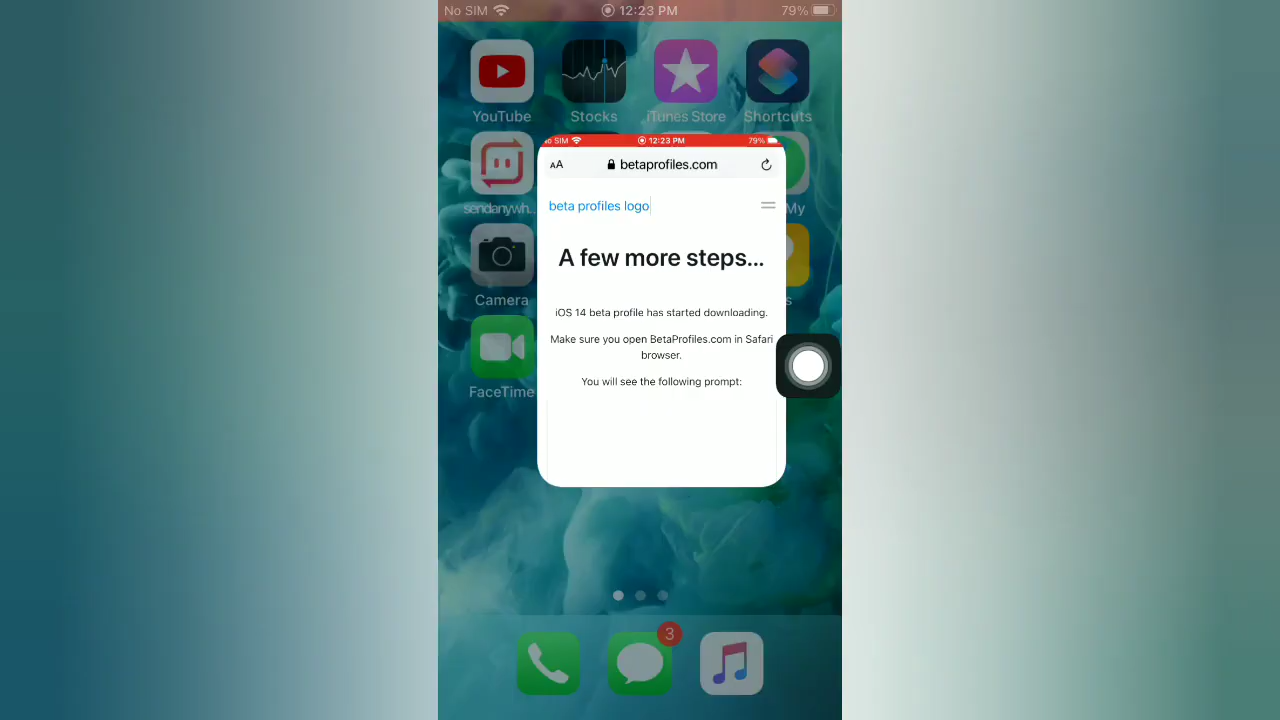 No SIM 12:23 PM 79%
YouTube Stocks iTunes Store Shortcuts
No SIM 12:23 PM 79%
AA betaprofiles.com
sendanywh... My
beta profiles logo
A few more steps...
Camera
iOS 14 beta profile has started downloading.
Make sure you open BetaProfiles.com in Safari
browser.
You will see the following prompt:
FaceTime
3